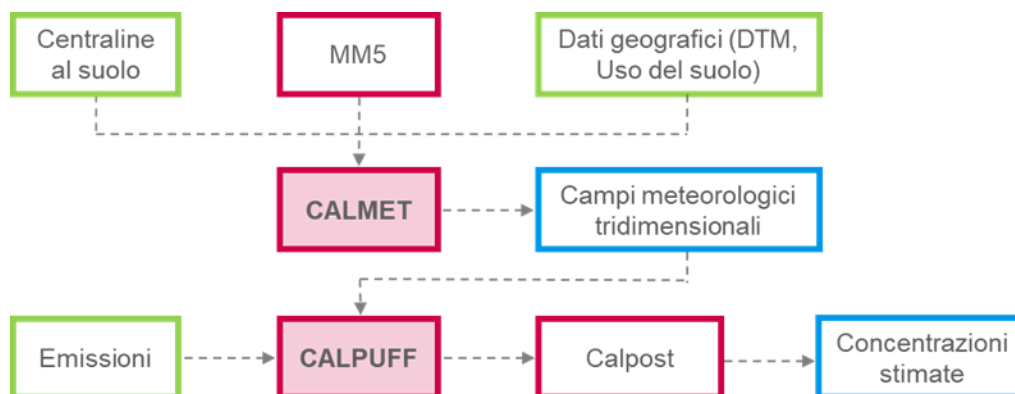 Centraline
al suolo
MM5
Dati geografici (DTM,
Uso del suolo)
CALMET
Campi meteorologici
tridimensionali
Emissioni
CALPUFF
Calpost
Concentrazioni
stimate